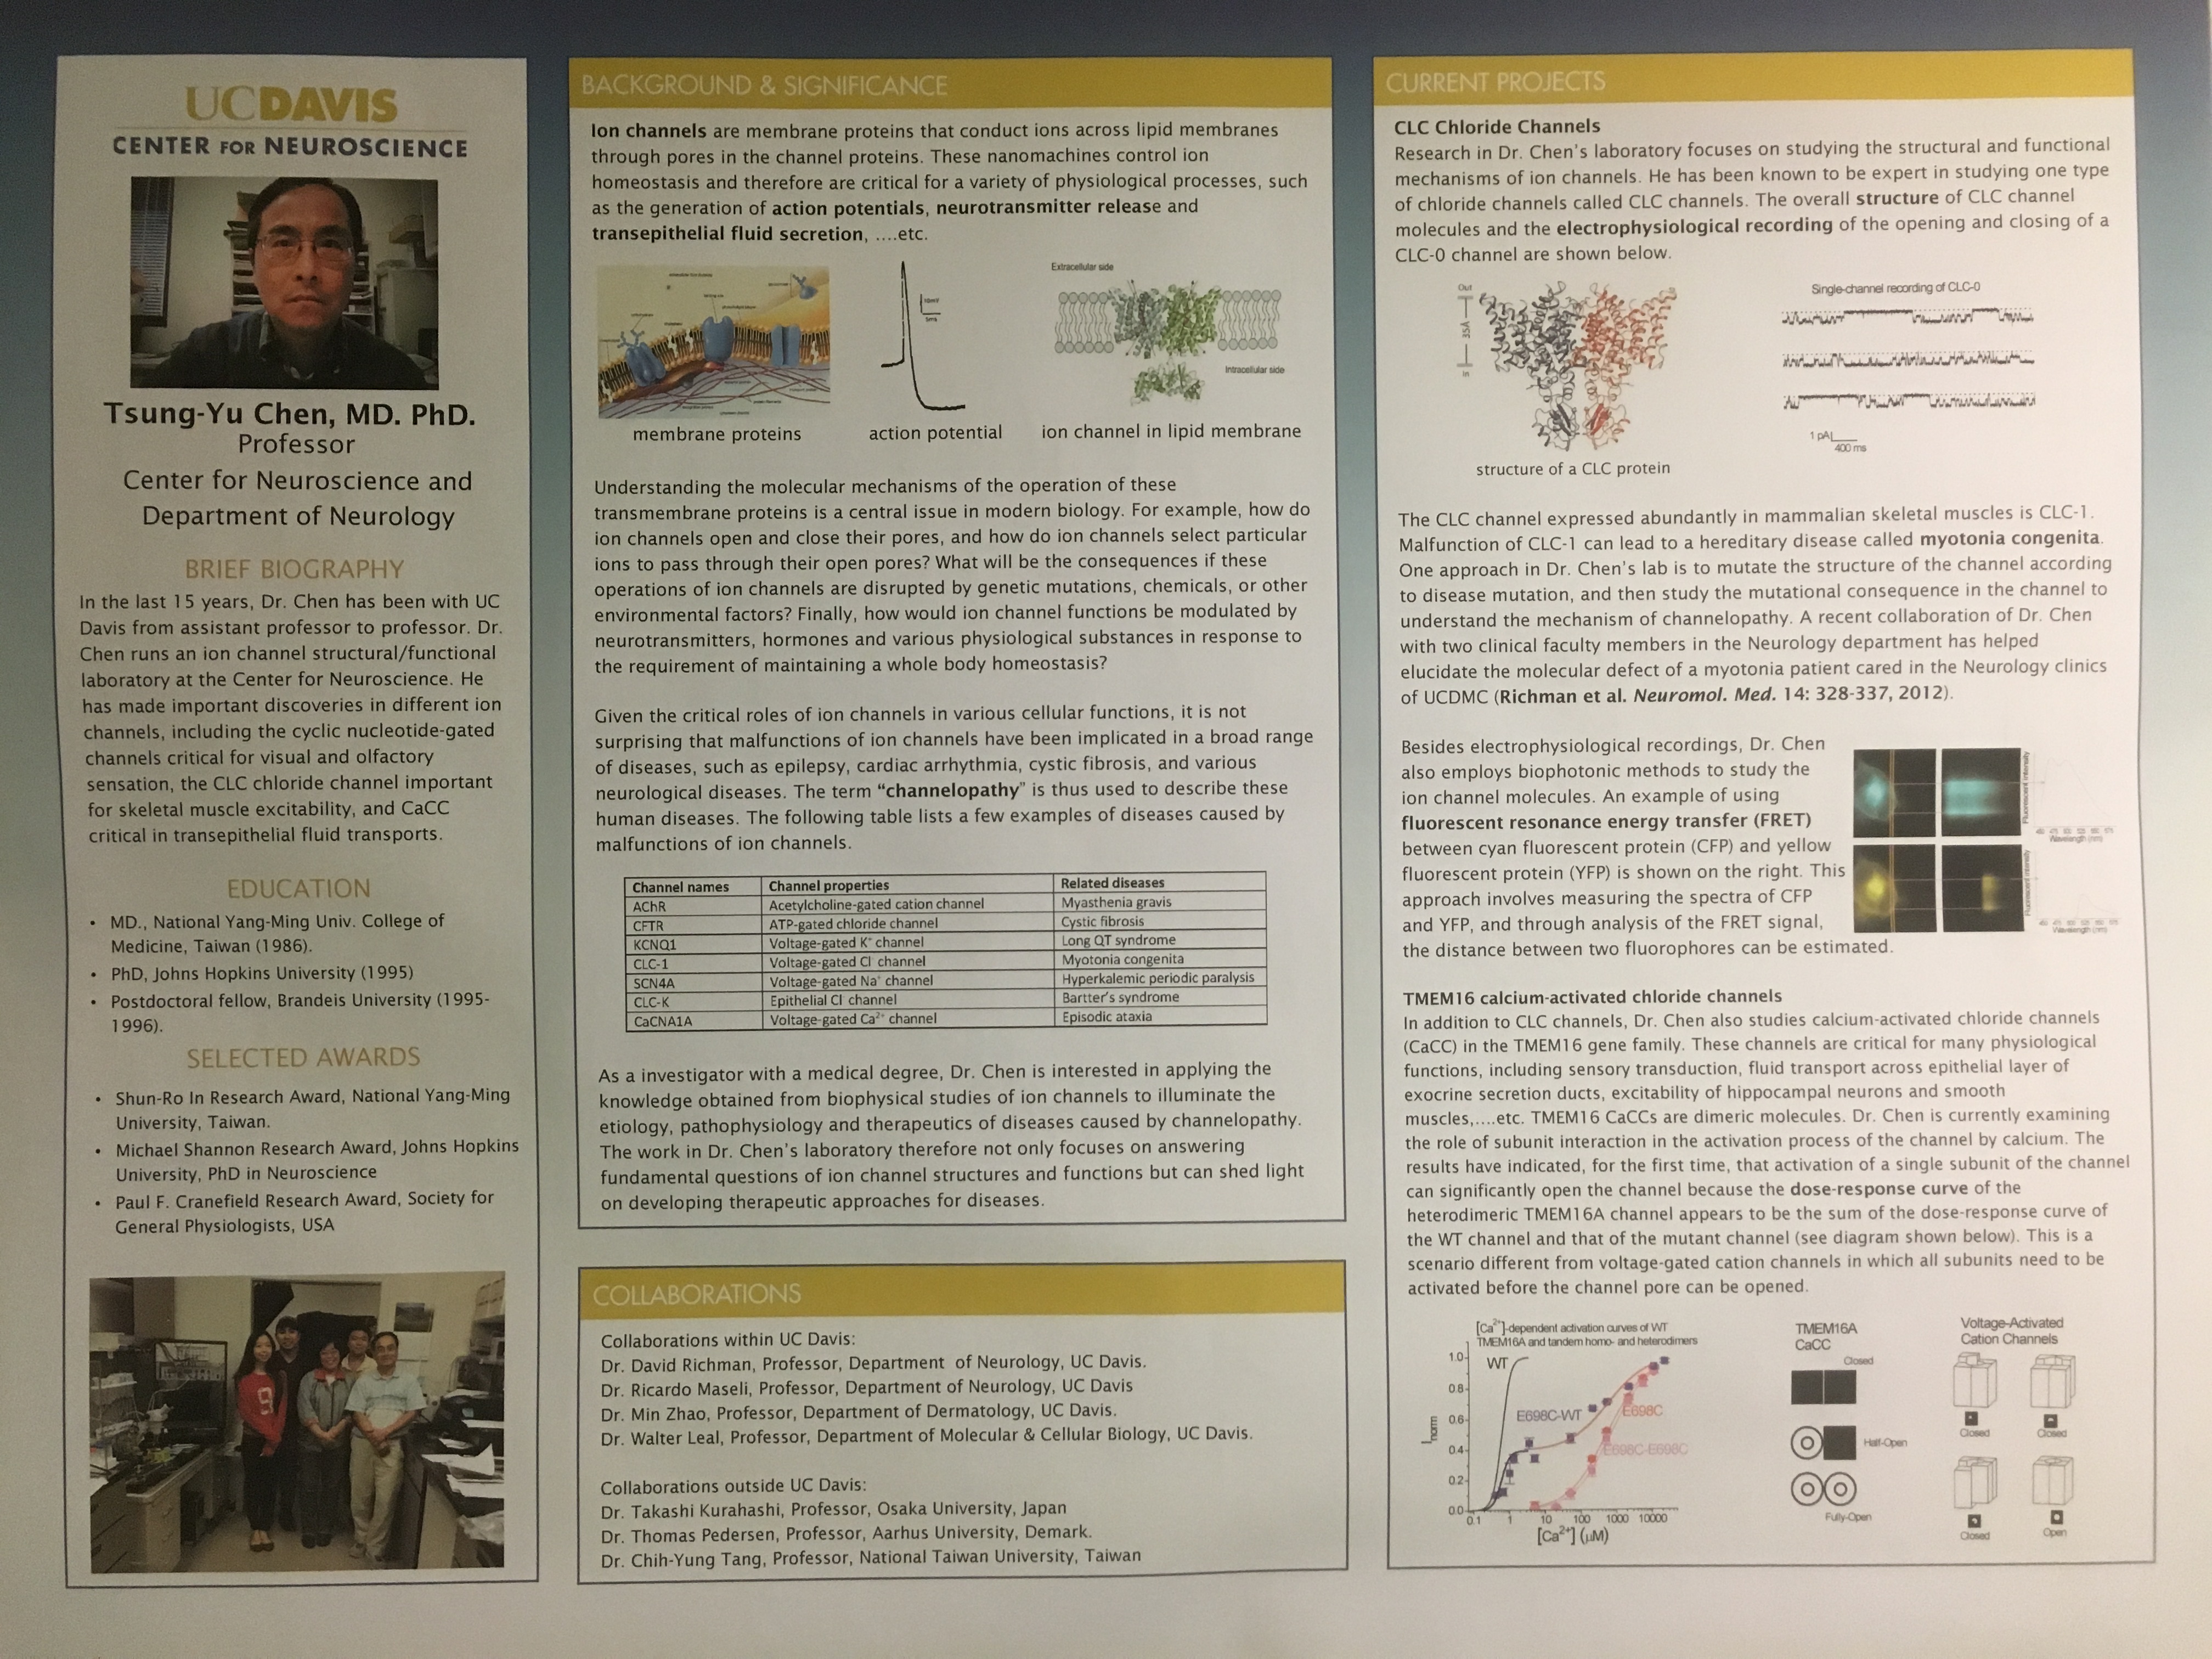 UCDAVIS
CENTER FOR NEUROSCIENCE
Tsung-Yu Chen, MD. PhD.
Professor
Center for Neuroscience and
Department of Neurology
BRIEF BIOGRAPHY
In the last 15 years, Dr. Chen has been with UC
Davis from assistant professor to professor. Dr.
Chen runs an ion channel structural/functional
laboratory at the Center for Neuroscience. He
has made important discoveries in different ion
channels, including the cyclic nucleotide-gated
channels critical for visual and olfactory
sensation, the CLC chloride channel important
for skeletal muscle excitability, and CaCC
critical in transepithelial fluid transports.
EDUCATION
• MD., National Yang-Ming Univ. College of
Medicine, Taiwan (1986).
• PhD, Johns Hopkins University (1995)
• Postdoctoral fellow, Brandeis University (1995-
1996).
SELECTED AWARDS
• Shun-Ro In Research Award, National Yang-Ming
University, Taiwan.
• Michael Shannon Research Award, Johns Hopkins
University, PhD in Neuroscience
• Paul F. Cranefield Research Award, Society for
General Physiologists, USA
BACKGROUND & SIGNIFICANCE
Ion channels are membrane proteins that conduct ions across lipid membranes
through pores in the channel proteins. These nanomachines control ion
homeostasis and therefore are critical for a variety of physiological processes, such
as the generation of action potentials, neurotransmitter release and
transepithelial fluid secretion, ....etc.
Extracellular side
10mV
5ms
Intracellular side
membrane proteins
action potential
ion channel in lipid membrane
Understanding the molecular mechanisms of the operation of these
transmembrane proteins is a central issue in modern biology. For example, how do
ion channels open and close their pores, and how do ion channels select particular
ions to pass through their open pores? What will be the consequences if these
operations of ion channels are disrupted by genetic mutations, chemicals, or other
environmental factors? Finally, how would ion channel functions be modulated by
neurotransmitters, hormones and various physiological substances in response to
the requirement of maintaining a whole body homeostasis?
Given the critical roles of ion channels in various cellular functions, it is not
surprising that malfunctions of ion channels have been implicated in a broad range
of diseases, such as epilepsy, cardiac arrhythmia, cystic fibrosis, and various
neurological diseases. The term “channelopathy” is thus used to describe these
human diseases. The following table lists a few examples of diseases caused by
malfunctions of ion channels.
Channel names Channel properties Related diseases
AChR Acetylcholine-gated cation channel Myasthenia gravis
CFTR ATP-gated chloride channel Cystic fibrosis
KCNQ1 Voltage-gated K⁺ channel Long QT syndrome
CLC-1 Voltage-gated Cl⁻ channel Myotonia congenita
SCN4A Voltage-gated Na⁺ channel Hyperkalemic periodic paralysis
CLC-K Epithelial Cl⁻ channel Bartter's syndrome
CaCNA1A Voltage-gated Ca²⁺ channel Episodic ataxia
As a investigator with a medical degree, Dr. Chen is interested in applying the
knowledge obtained from biophysical studies of ion channels to illuminate the
etiology, pathophysiology and therapeutics of diseases caused by channelopathy.
The work in Dr. Chen's laboratory therefore not only focuses on answering
fundamental questions of ion channel structures and functions but can shed light
on developing therapeutic approaches for diseases.
COLLABORATIONS
Collaborations within UC Davis:
Dr. David Richman, Professor, Department of Neurology, UC Davis.
Dr. Ricardo Maseli, Professor, Department of Neurology, UC Davis
Dr. Min Zhao, Professor, Department of Dermatology, UC Davis.
Dr. Walter Leal, Professor, Department of Molecular & Cellular Biology, UC Davis.
Collaborations outside UC Davis:
Dr. Takashi Kurahashi, Professor, Osaka University, Japan
Dr. Thomas Pedersen, Professor, Aarhus University, Demark.
Dr. Chih-Yung Tang, Professor, National Taiwan University, Taiwan
CURRENT PROJECTS
CLC Chloride Channels
Research in Dr. Chen's laboratory focuses on studying the structural and functional
mechanisms of ion channels. He has been known to be expert in studying one type
of chloride channels called CLC channels. The overall structure of CLC channel
molecules and the electrophysiological recording of the opening and closing of a
CLC-0 channel are shown below.
Out
35Å
In
Single-channel recording of CLC-0
1 pA
400 ms
structure of a CLC protein
The CLC channel expressed abundantly in mammalian skeletal muscles is CLC-1.
Malfunction of CLC-1 can lead to a hereditary disease called myotonia congenita.
One approach in Dr. Chen's lab is to mutate the structure of the channel according
to disease mutation, and then study the mutational consequence in the channel to
understand the mechanism of channelopathy. A recent collaboration of Dr. Chen
with two clinical faculty members in the Neurology department has helped
elucidate the molecular defect of a myotonia patient cared in the Neurology clinics
of UCDMC (Richman et al. Neuromol. Med. 14: 328-337, 2012).
Besides electrophysiological recordings, Dr. Chen
also employs biophotonic methods to study the
ion channel molecules. An example of using
fluorescent resonance energy transfer (FRET)
between cyan fluorescent protein (CFP) and yellow
fluorescent protein (YFP) is shown on the right. This
approach involves measuring the spectra of CFP
and YFP, and through analysis of the FRET signal,
the distance between two fluorophores can be estimated.
Fluorescent intensity
Wavelength (nm)
Fluorescent intensity
Wavelength (nm)
TMEM16 calcium-activated chloride channels
In addition to CLC channels, Dr. Chen also studies calcium-activated chloride channels
(CaCC) in the TMEM16 gene family. These channels are critical for many physiological
functions, including sensory transduction, fluid transport across epithelial layer of
exocrine secretion ducts, excitability of hippocampal neurons and smooth
muscles,....etc. TMEM16 CaCCs are dimeric molecules. Dr. Chen is currently examining
the role of subunit interaction in the activation process of the channel by calcium. The
results have indicated, for the first time, that activation of a single subunit of the channel
can significantly open the channel because the dose-response curve of the
heterodimeric TMEM16A channel appears to be the sum of the dose-response curve of
the WT channel and that of the mutant channel (see diagram shown below). This is a
scenario different from voltage-gated cation channels in which all subunits need to be
activated before the channel pore can be opened.
[Ca²⁺]-dependent activation curves of WT
TMEM16A and tandem homo- and heterodimers
1.0
WT
0.8
E698C-WT
E698C
0.6
Inorm
0.4
E698C-E698C
0.2
0.0
0.1 1 10 100 1000 10000
[Ca²⁺] (μM)
TMEM16A
CaCC
Closed
Half-Open
Fully-Open
Voltage-Activated
Cation Channels
Closed Closed
Closed Open